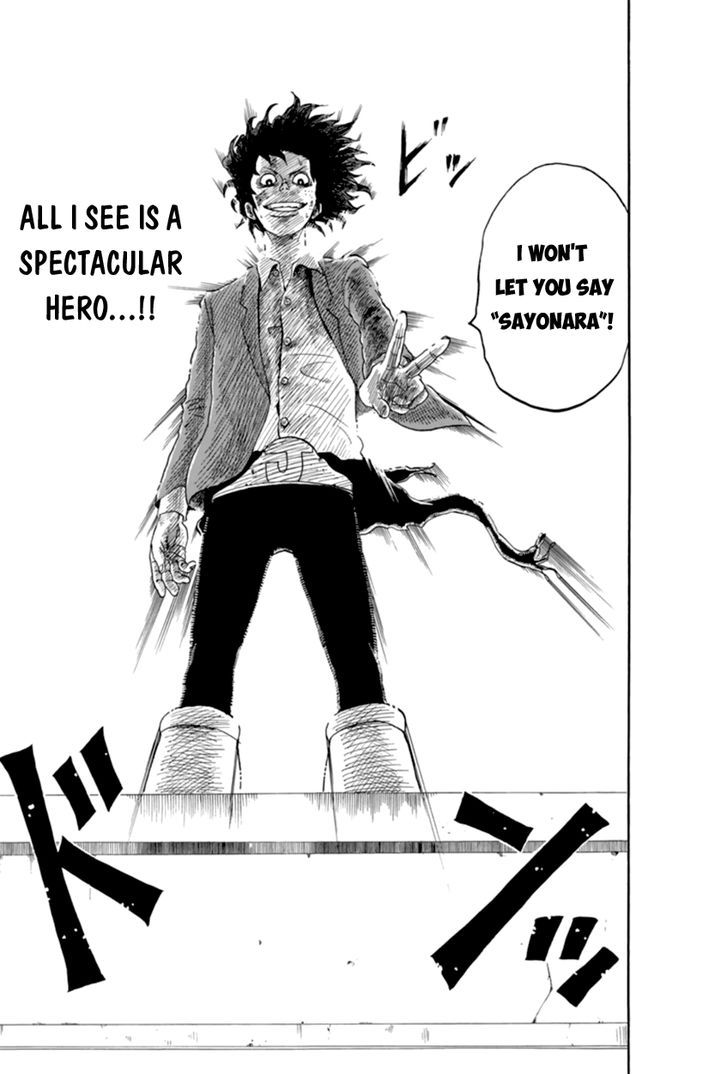 ビッ
I WON'T
LET YOU SAY
"SAYONARA"!
ALL I SEE IS A
SPECTACULAR
HERO...!!
J
ドンッ